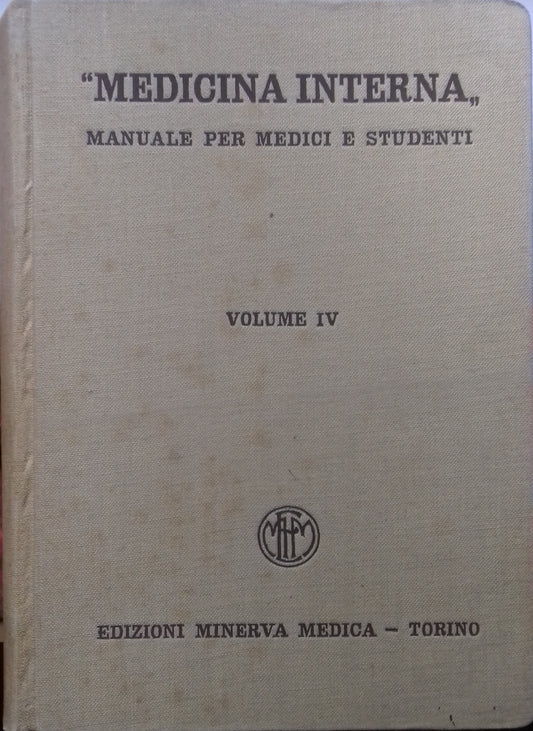 “MEDICINA INTERNA„
MANUALE PER MEDICI E STUDENTI
VOLUME IV
EDIZIONI MINERVA MEDICA – TORINO